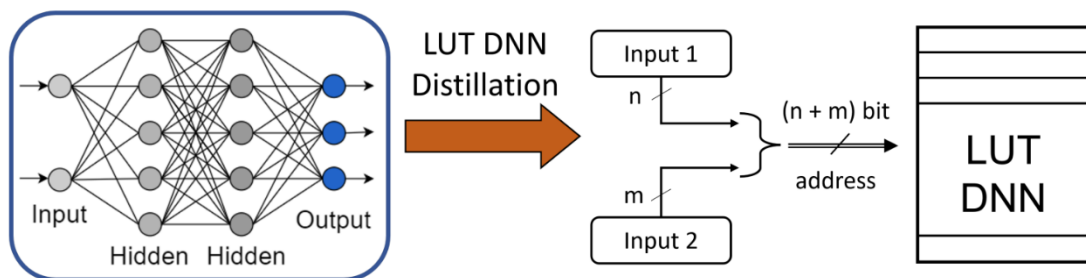 Input
Hidden Hidden
Output
LUT DNN
Distillation
Input 1
n
m
Input 2
(n + m) bit
address
LUT
DNN